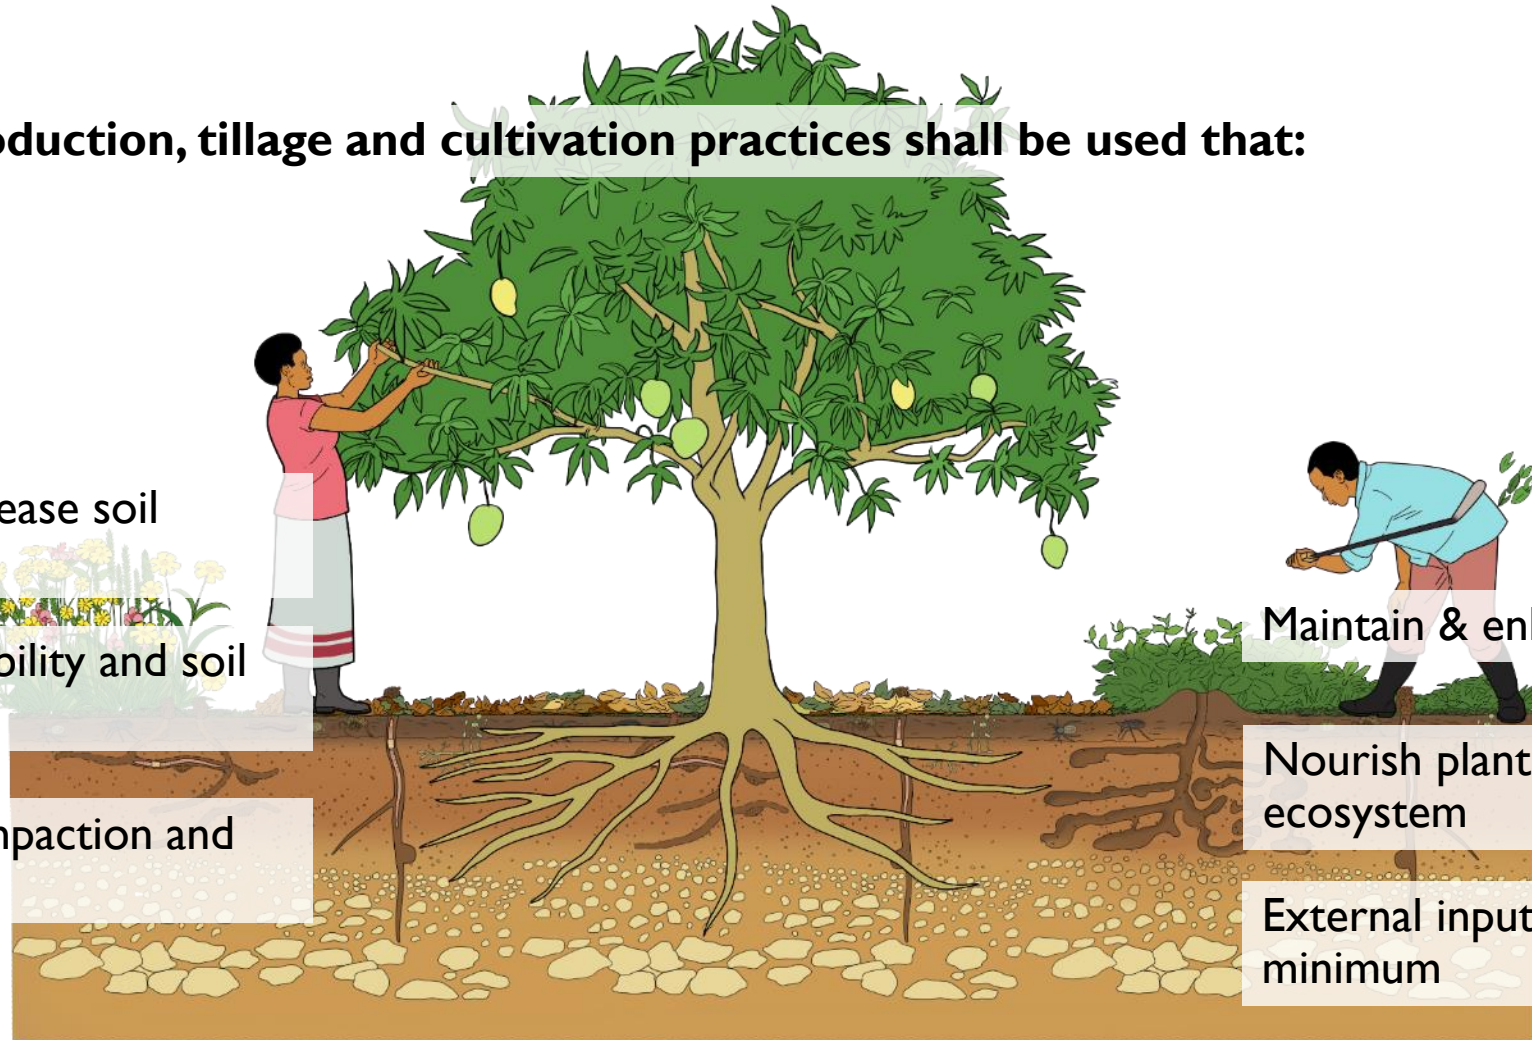 oduction, tillage and cultivation practices shall be used that:
ease soil
bility and soil
npaction and
Maintain & enl
Nourish plant
ecosystem
External input
minimum